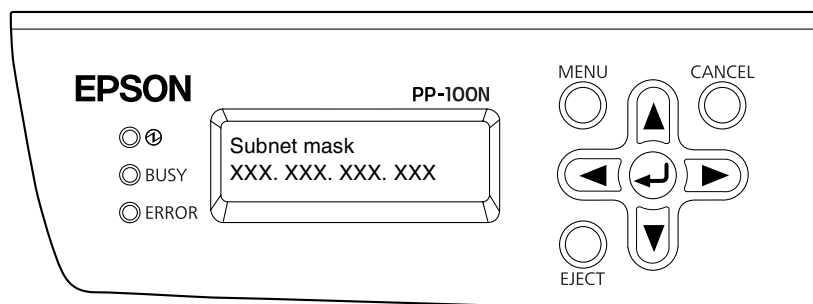 EPSON
PP-100N
BUSY
ERROR
Subnet mask
XXX. XXX. XXX. XXX
MENU
CANCEL
EJECT